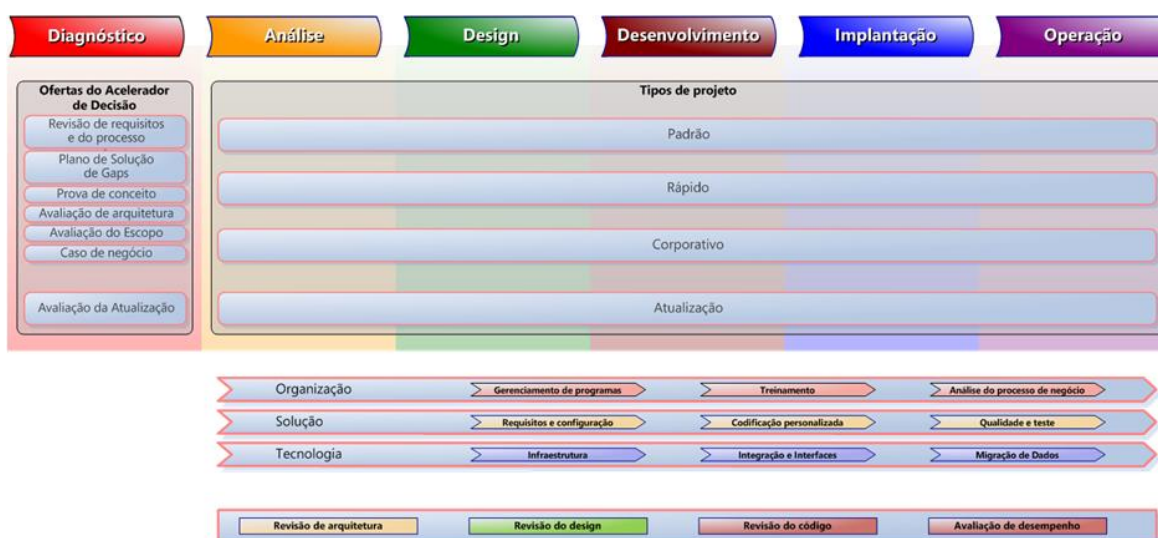 Diagnóstico
Análise
Design
Desenvolvimento
Implantação
Operação
Ofertas do Acelerador
de Decisão
Revisão de requisitos
e do processo
Plano de Solução
de Gaps
Prova de conceito
Avaliação de arquitetura
Avaliação do Escopo
Caso de negócio
Avaliação da Atualização
Tipos de projeto
Padrão
Rápido
Corporativo
Atualização
Organização
Gerenciamento de programas
Treinamento
Análise do processo de negócio
Solução
Requisitos e configuração
Codificação personalizada
Qualidade e teste
Tecnologia
Infraestrutura
Integração e Interfaces
Migração de Dados
Revisão de arquitetura
Revisão do design
Revisão do código
Avaliação de desempenho